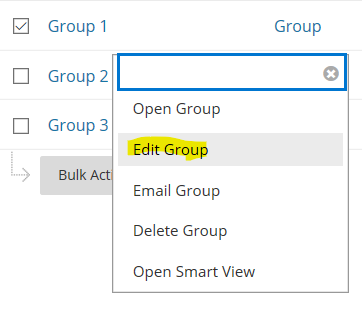 Group 1 Group
Group 2
Group 3
Open Group
Edit Group
Bulk Acti
Email Group
Delete Group
Open Smart View